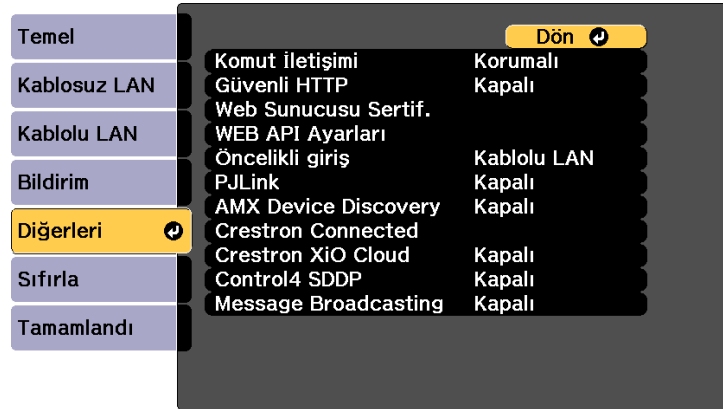 Temel
Kablosuz LAN
Kablolu LAN
Bildirim
Diğerleri
Sıfırla
Tamamlandı
Dön
Komut İletişimi Korumalı
Güvenli HTTP Kapalı
Web Sunucusu Sertif.
WEB API Ayarları
Öncelikli giriş Kablolu LAN
PJLink Kapalı
AMX Device Discovery Kapalı
Crestron Connected
Crestron XiO Cloud Kapalı
Control4 SDDP Kapalı
Message Broadcasting Kapalı